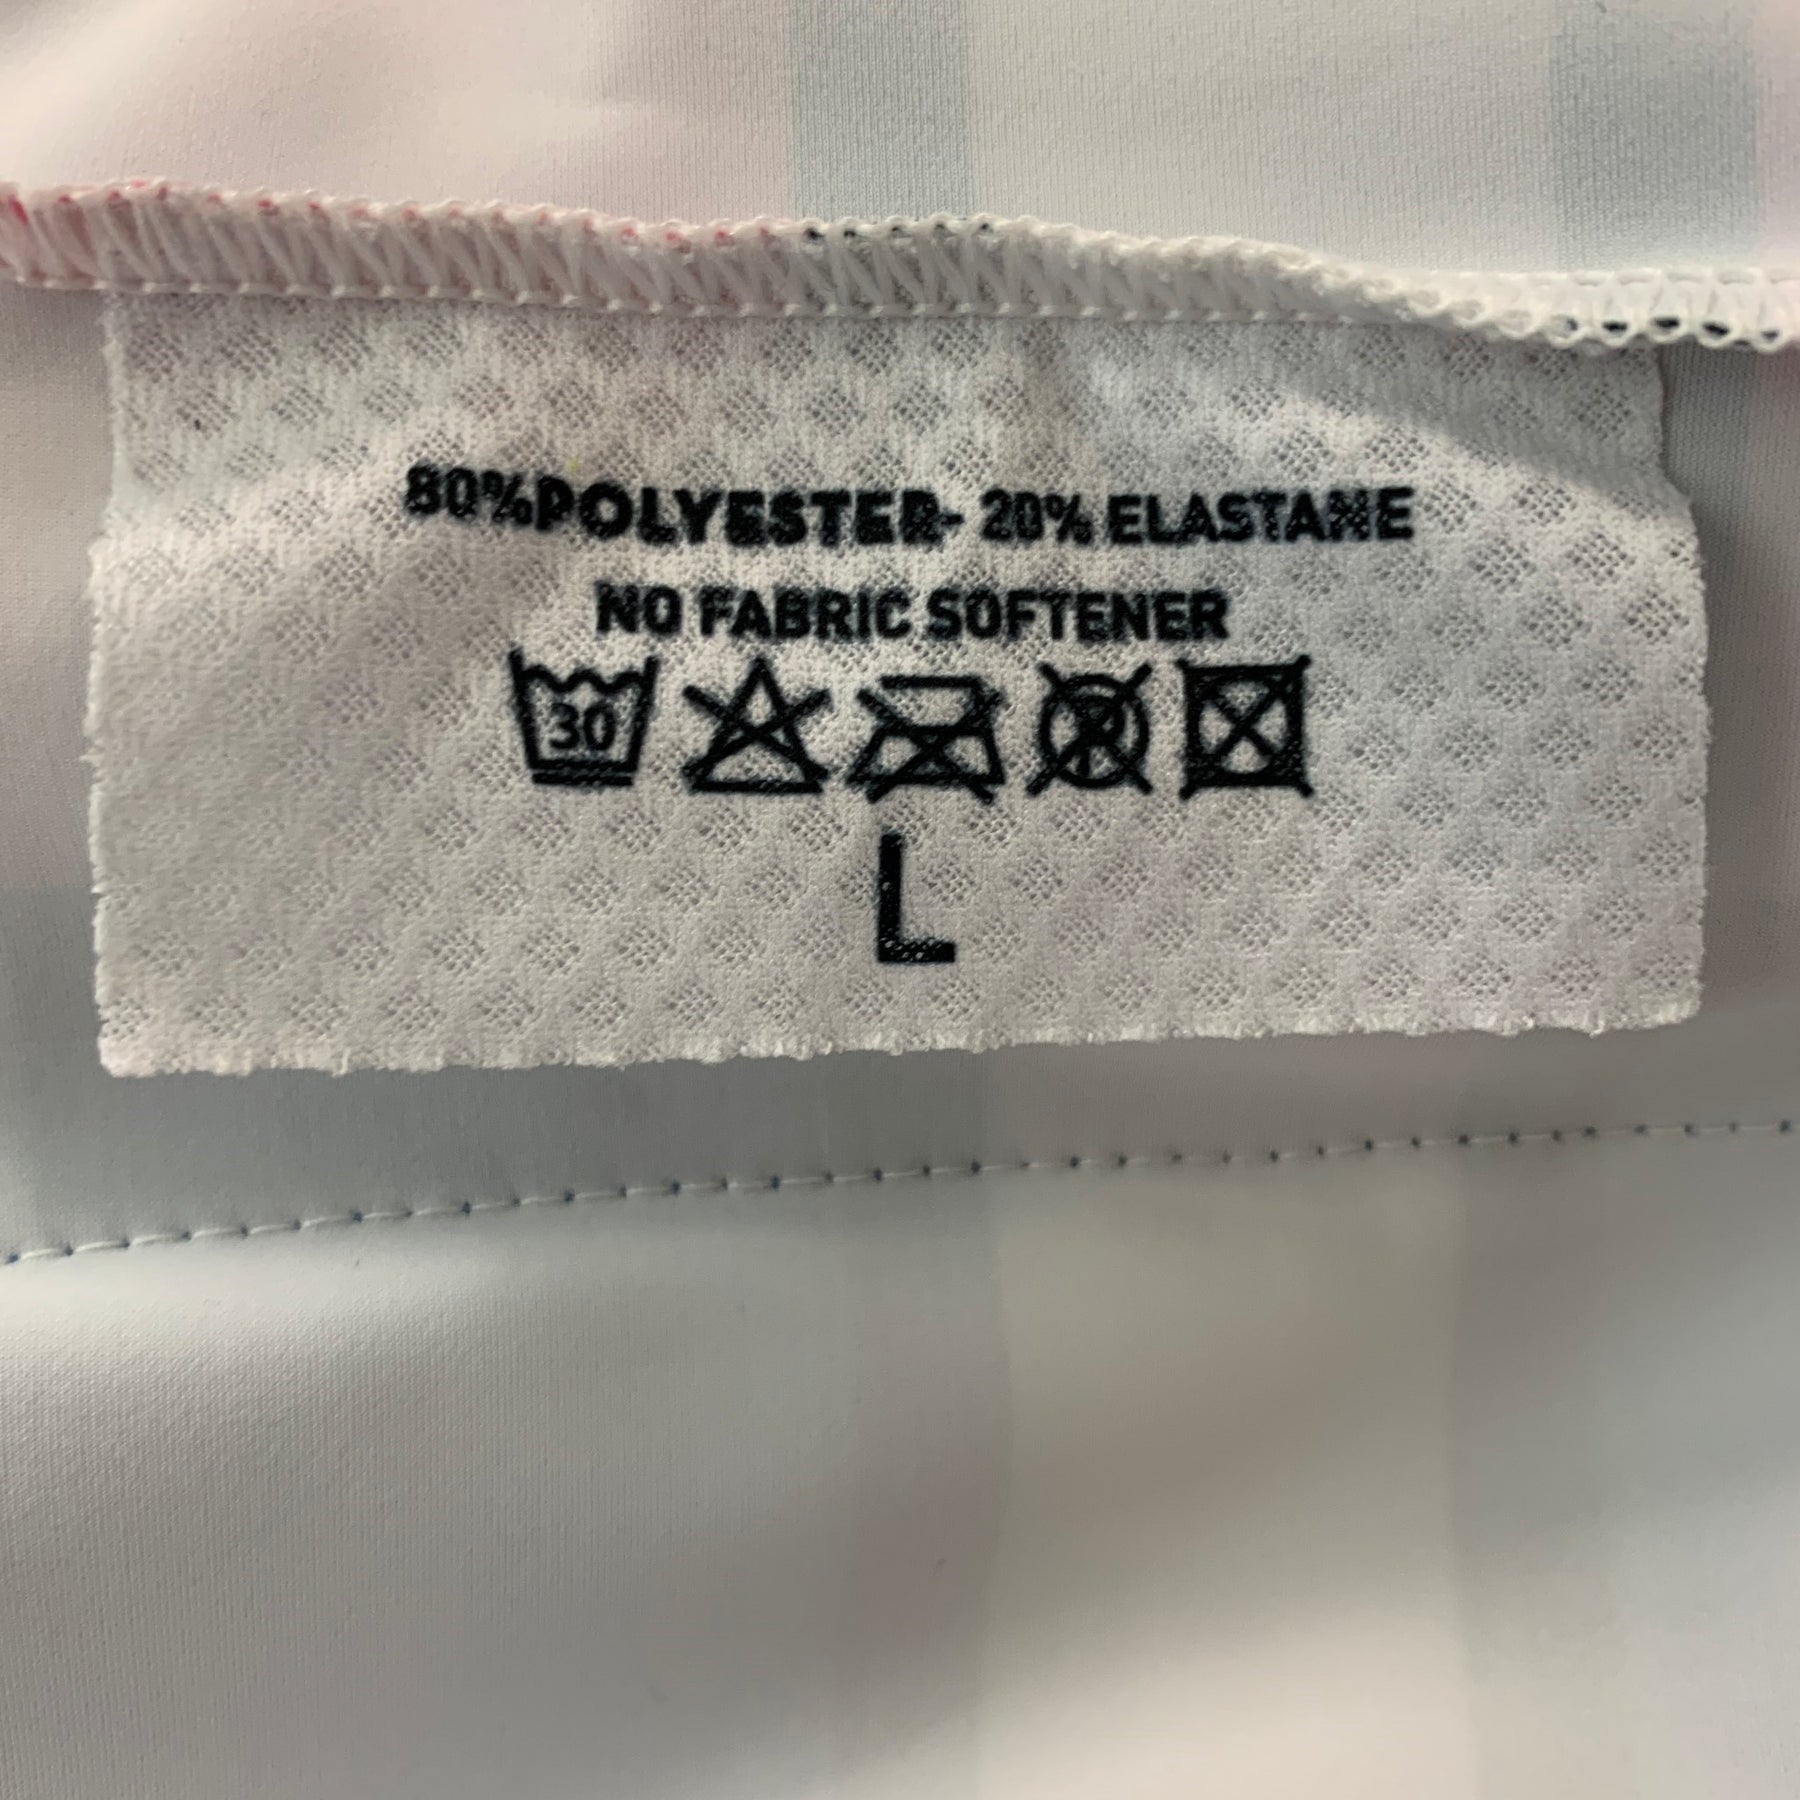 80%POLYESTER- 20% ELASTANE
NO FABRIC SOFTENER
30
L